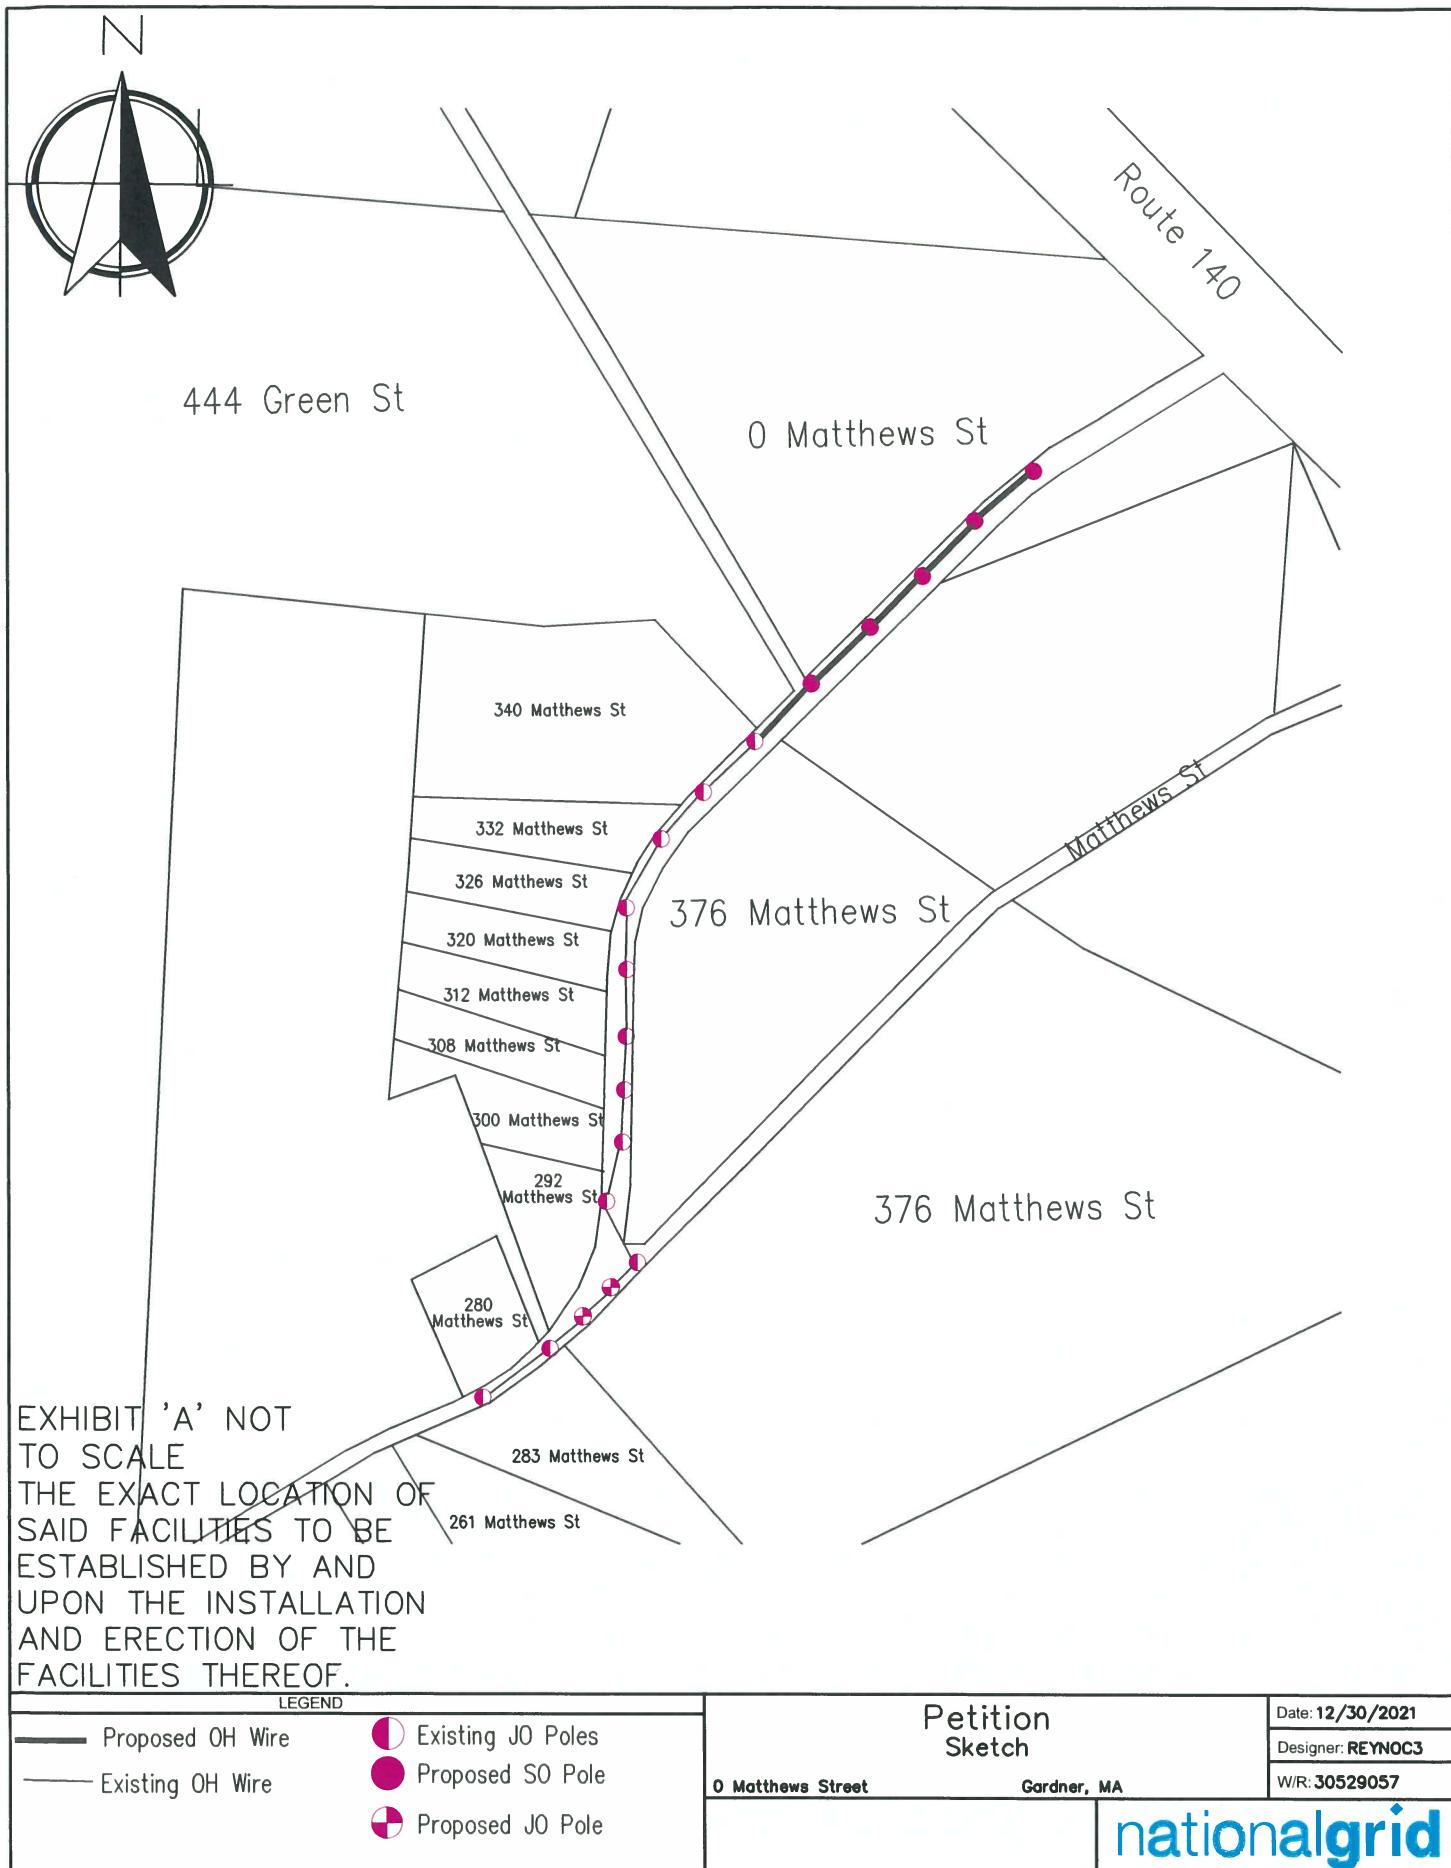 N
Route 140
444 Green St
0 Matthews St
340 Matthews St
332 Matthews St
326 Matthews St
320 Matthews St
312 Matthews St
308 Matthews St
300 Matthews St
292
Matthews St
280
Matthews St
376 Matthews St
Matthews St
376 Matthews St
283 Matthews St
261 Matthews St
EXHIBIT 'A' NOT
TO SCALE
THE EXACT LOCATION OF
SAID FACILITIES TO BE
ESTABLISHED BY AND
UPON THE INSTALLATION
AND ERECTION OF THE
FACILITIES THEREOF.
LEGEND
Proposed OH Wire
Existing OH Wire
Existing JO Poles
Proposed SO Pole
Proposed JO Pole
Petition
Sketch
0 Matthews Street Gardner, MA
Date: 12/30/2021
Designer: REYNOC3
W/R: 30529057
nationalgrid